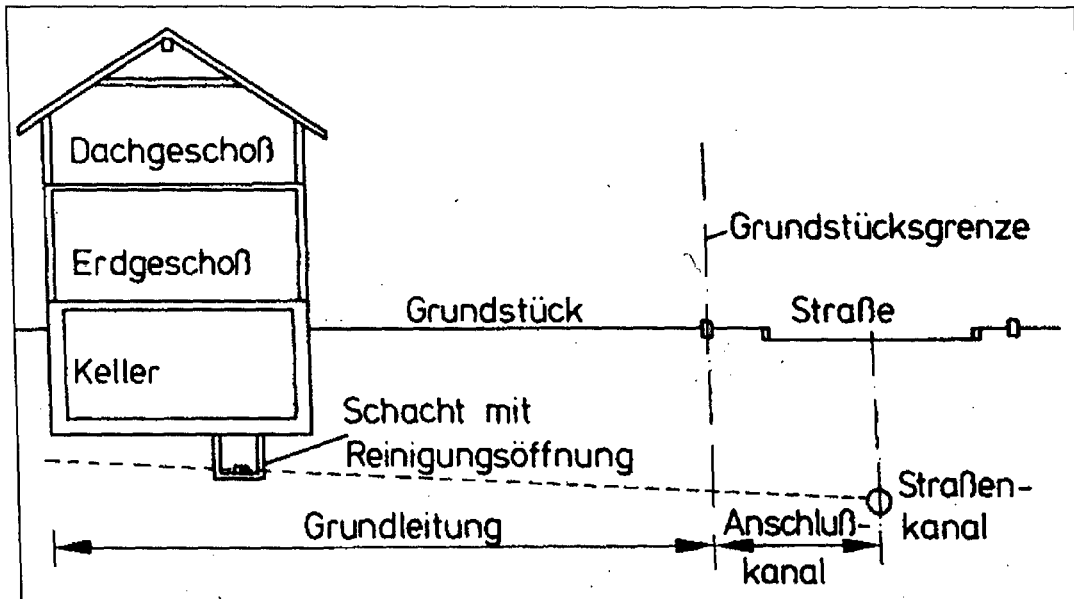 Dachgeschoß
Erdgeschoß
Keller
Grundstück
Grundstücksgrenze
Straße
Schacht mit
Reinigungsöffnung
Straßen-
kanal
Grundleitung
Anschluß-
kanal